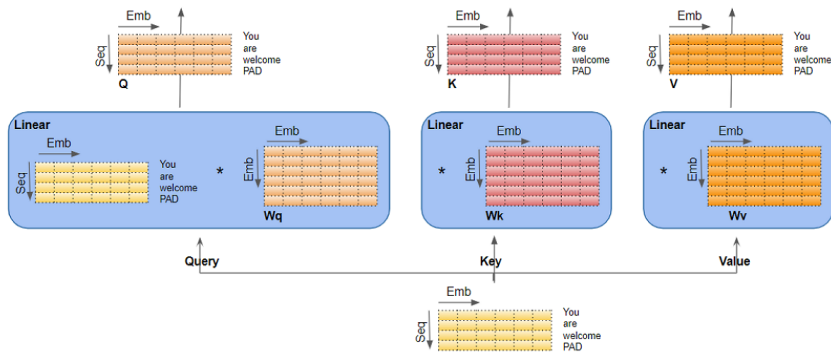 Emb
Seq
You
are
welcome
PAD
Q
Emb
Seq
You
are
welcome
PAD
K
Emb
Seq
You
are
welcome
PAD
V
Linear
Emb
Seq
You
are
welcome
PAD
*
Emb
Emb
Wq
Linear
*
Emb
Emb
Wk
Linear
*
Emb
Emb
Wv
Query
Key
Value
Emb
Seq
You
are
welcome
PAD